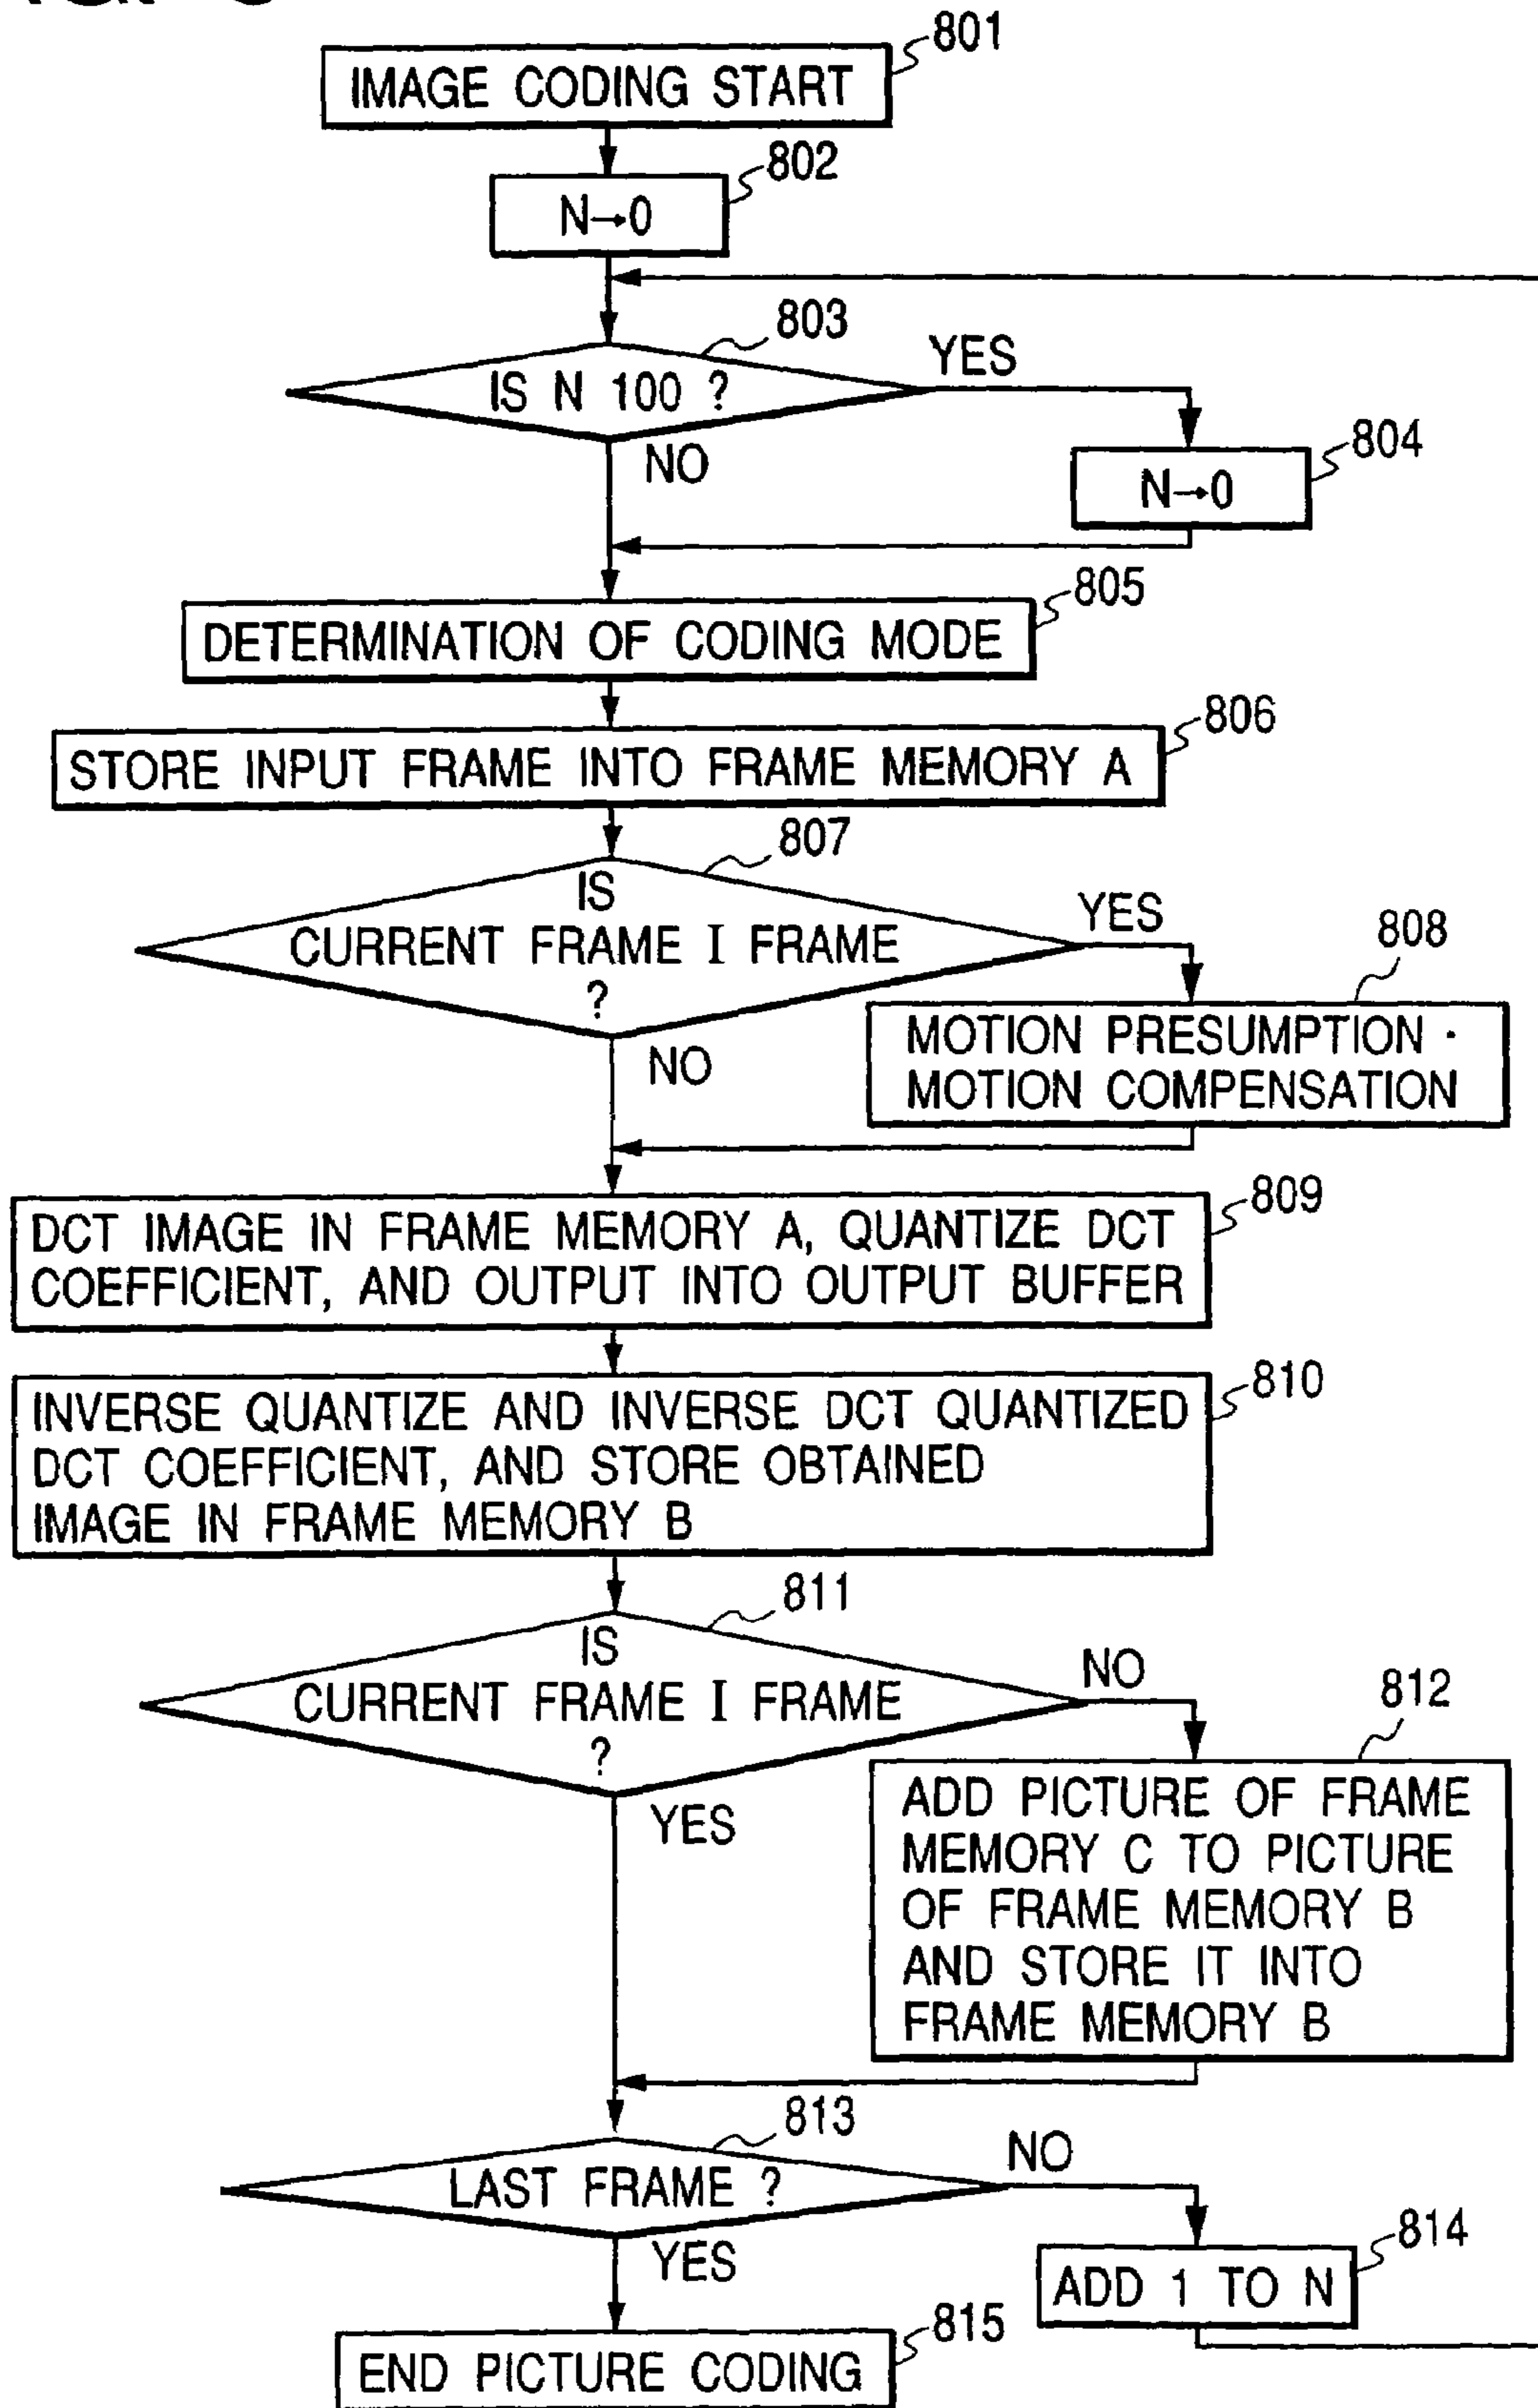 801
IMAGE CODING START
802
N→0
803
IS N 100 ?
YES
NO
804
N→0
805
DETERMINATION OF CODING MODE
806
STORE INPUT FRAME INTO FRAME MEMORY A
807
IS
CURRENT FRAME I FRAME
?
YES
NO
808
MOTION PRESUMPTION ·
MOTION COMPENSATION
809
DCT IMAGE IN FRAME MEMORY A, QUANTIZE DCT
COEFFICIENT, AND OUTPUT INTO OUTPUT BUFFER
810
INVERSE QUANTIZE AND INVERSE DCT QUANTIZED
DCT COEFFICIENT, AND STORE OBTAINED
IMAGE IN FRAME MEMORY B
811
IS
CURRENT FRAME I FRAME
?
NO
YES
812
ADD PICTURE OF FRAME
MEMORY C TO PICTURE
OF FRAME MEMORY B
AND STORE IT INTO
FRAME MEMORY B
813
LAST FRAME ?
NO
YES
814
ADD 1 TO N
815
END PICTURE CODING